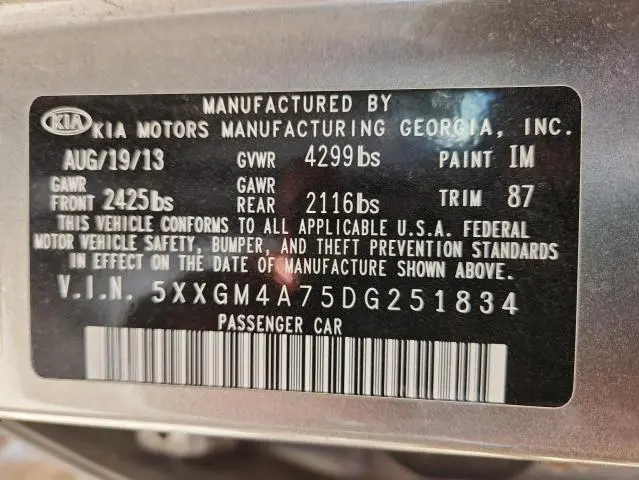 MANUFACTURED BY
KIA KIA MOTORS MANUFACTURING GEORGIA, INC.
AUG/19/13 GVWR 4299lbs PAINT IM
GAWR FRONT 2425lbs GAWR REAR 2116lbs TRIM 87
THIS VEHICLE CONFORMS TO ALL APPLICABLE U.S.A. FEDERAL
MOTOR VEHICLE SAFETY, BUMPER, AND THEFT PREVENTION STANDARDS
IN EFFECT ON THE DATE OF MANUFACTURE SHOWN ABOVE.
V.I.N. 5XXGM4A75DG251834
PASSENGER CAR